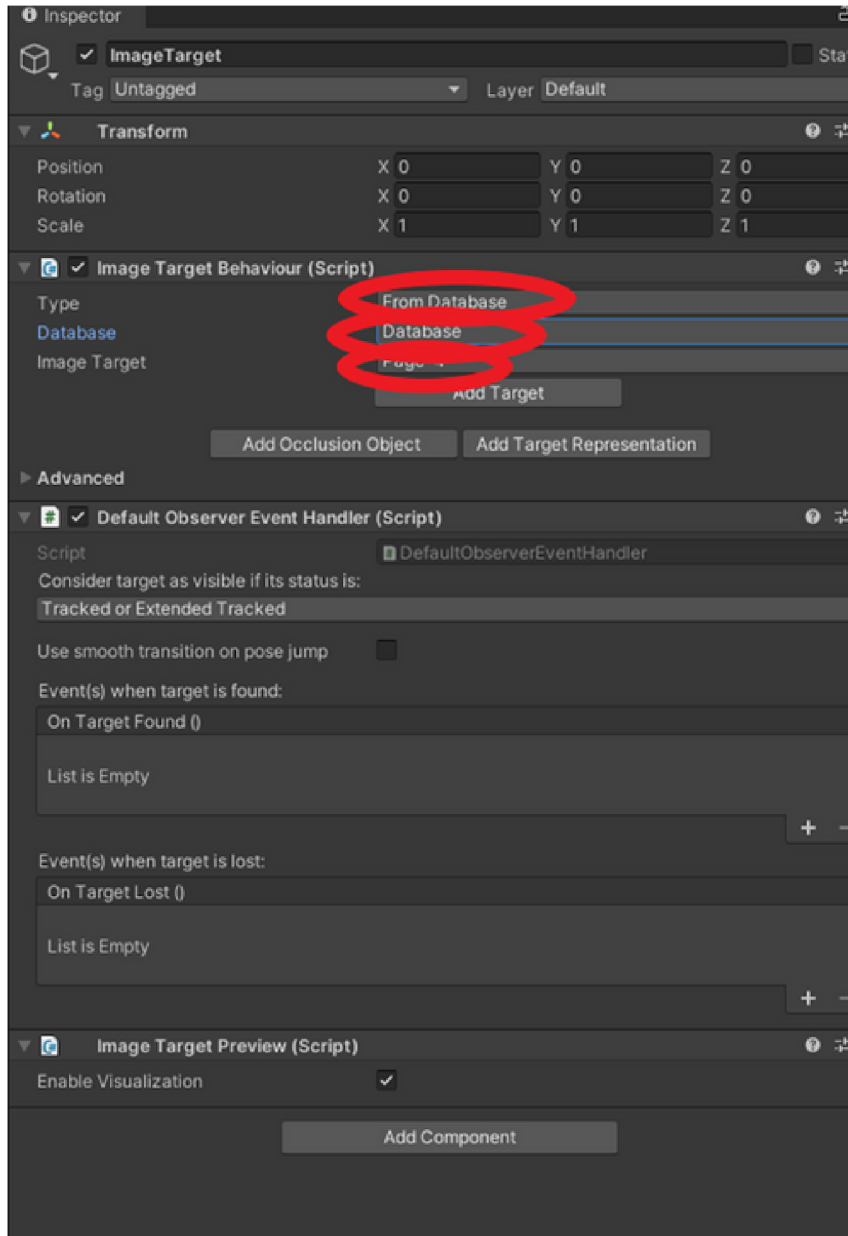 Inspector
ImageTarget
Tag Untagged Layer Default
Transform
Position X 0 Y 0 Z 0
Rotation X 0 Y 0 Z 0
Scale X 1 Y 1 Z 1
Image Target Behaviour (Script)
Type From Database
Database Database
Image Target Page
Add Target
Add Occlusion Object Add Target Representation
Advanced
Default Observer Event Handler (Script)
Script # DefaultObserverEventHandler
Consider target as visible if its status is:
Tracked or Extended Tracked
Use smooth transition on pose jump
Event(s) when target is found:
On Target Found ()
List is Empty
+ -
Event(s) when target is lost:
On Target Lost ()
List is Empty
+ -
Image Target Preview (Script)
Enable Visualization
Add Component